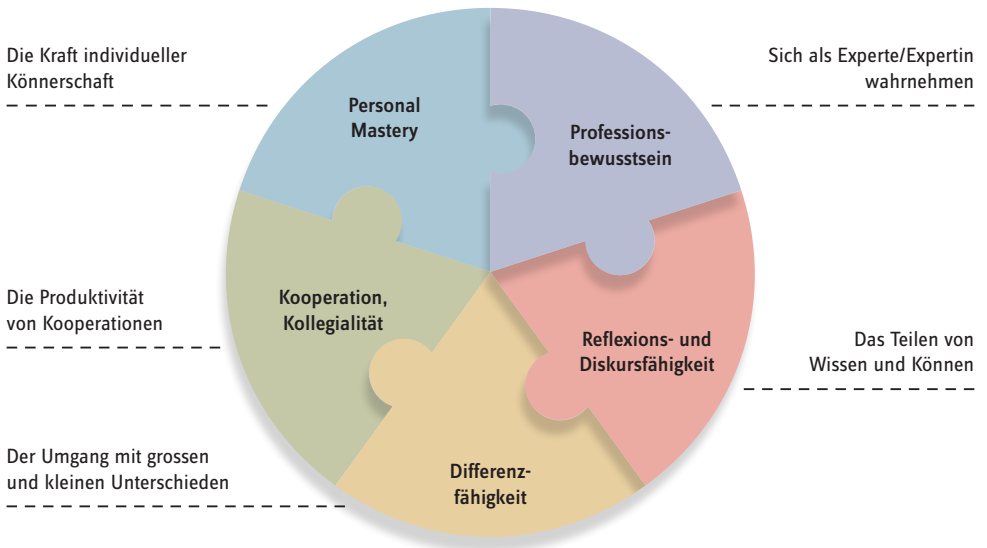 Die Kraft individueller
Könnerschaft
Sich als Experte/Expertin
wahrnehmen
Personal
Mastery
Professions-
bewusstsein
Die Produktivität
von Kooperationen
Kooperation,
Kollegialität
Reflexions- und
Diskursfähigkeit
Das Teilen von
Wissen und Können
Der Umgang mit grossen
und kleinen Unterschieden
Differenz-
fähigkeit